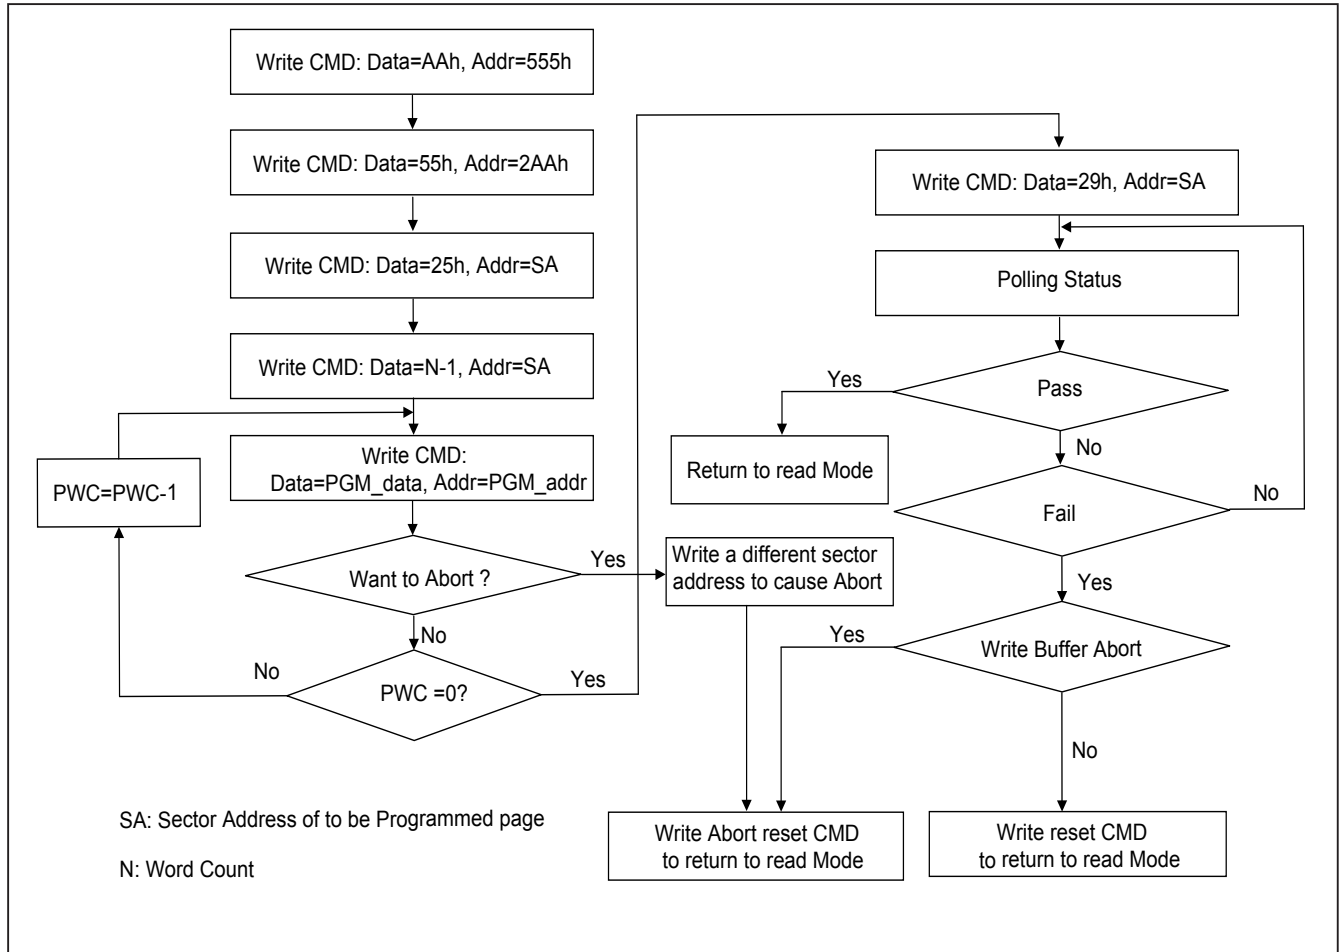 Write CMD: Data=AAh, Addr=555h
Write CMD: Data=55h, Addr=2AAh
Write CMD: Data=25h, Addr=SA
Write CMD: Data=N-1, Addr=SA
Write CMD:
Data=PGM_data, Addr=PGM_addr
PWC=PWC-1
Want to Abort ?
Yes
No
Write a different sector
address to cause Abort
PWC =0?
No
Yes
Write CMD: Data=29h, Addr=SA
Polling Status
Pass
Yes
No
Return to read Mode
Fail
No
Yes
Write Buffer Abort
Yes
No
Write Abort reset CMD
to return to read Mode
Write reset CMD
to return to read Mode
SA: Sector Address of to be Programmed page
N: Word Count